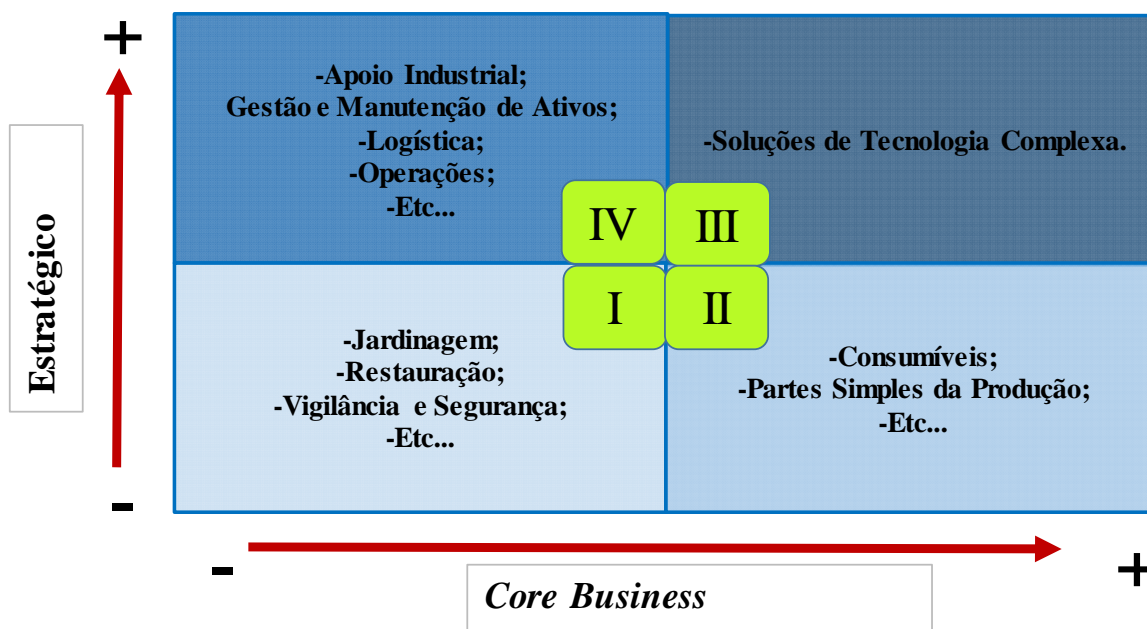 +
-Apoio Industrial;
Gestão e Manutenção de Ativos;
-Logística;
-Operações;
-Etc...
-Soluções de Tecnologia Complexa.
IV
III
Estratégico
I
II
-Jardinagem;
-Restauração;
-Vigilância e Segurança;
-Etc...
-Consumíveis;
-Partes Simples da Produção;
-Etc...
-
-
+
Core Business